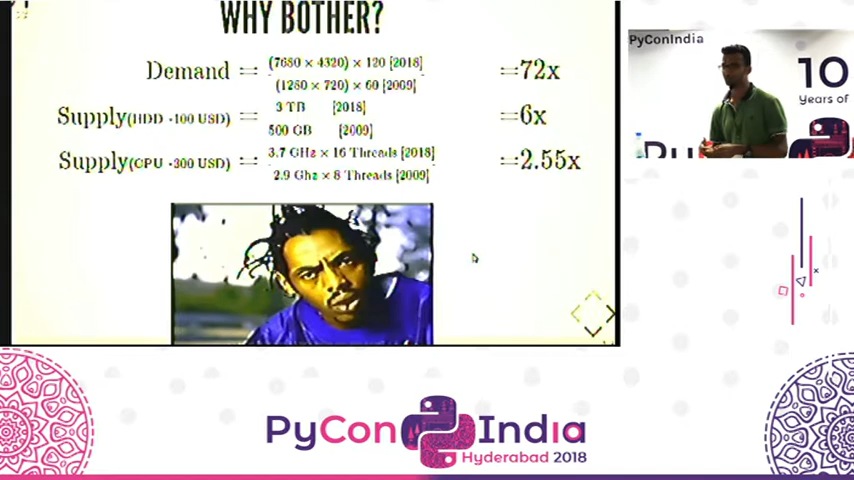 WHY BOTHER?
Demand = (7680 × 4320) × 120 [2018] =72x
(1280 × 720) × 60 [2009]
Supply(HDD -100 USD) = 3 TB [2018] =6x
500 GB [2009]
Supply(CPU -300 USD) = 3.7 GHz × 16 Threads [2018] =2.55x
2.9 Ghz × 8 Threads [2009]
PyConIndia
10
Years of
PyCon India
Hyderabad 2018